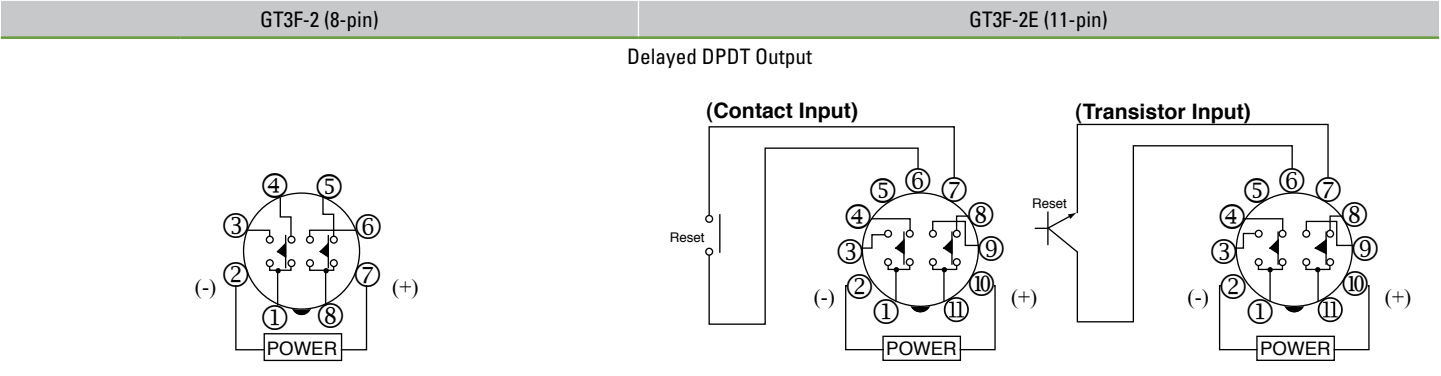 GT3F-2 (8-pin) GT3F-2E (11-pin)
Delayed DPDT Output
(Contact Input) (Transistor Input)
④ ⑤ ③ ⑥ ② ⑦ ① ⑧
(-) (+)
POWER
Reset
⑤ ⑥ ⑦ ④ ⑧ ③ ⑨ ② ⑩ ① ⑪
(-) (+)
POWER
Reset
⑤ ⑥ ⑦ ④ ⑧ ③ ⑨ ② ⑩ ① ⑪
(-) (+)
POWER